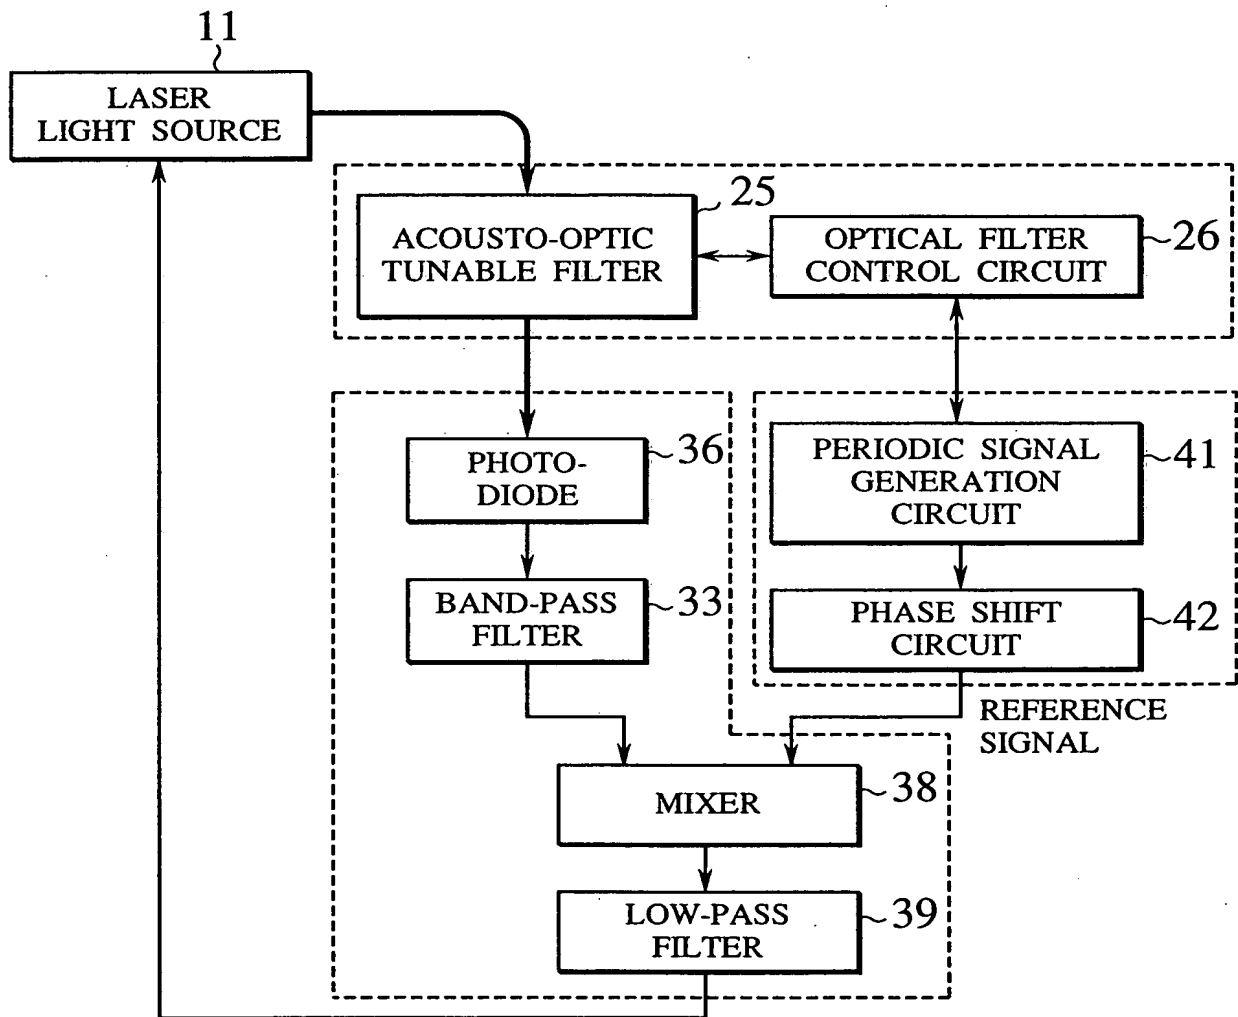 11
LASER
LIGHT SOURCE
25
ACOUSTO-OPTIC
TUNABLE FILTER
OPTICAL FILTER
CONTROL CIRCUIT
26
PHOTO-
DIODE
36
PERIODIC SIGNAL
GENERATION
CIRCUIT
41
BAND-PASS
FILTER
33
PHASE SHIFT
CIRCUIT
42
REFERENCE
SIGNAL
MIXER
38
LOW-PASS
FILTER
39